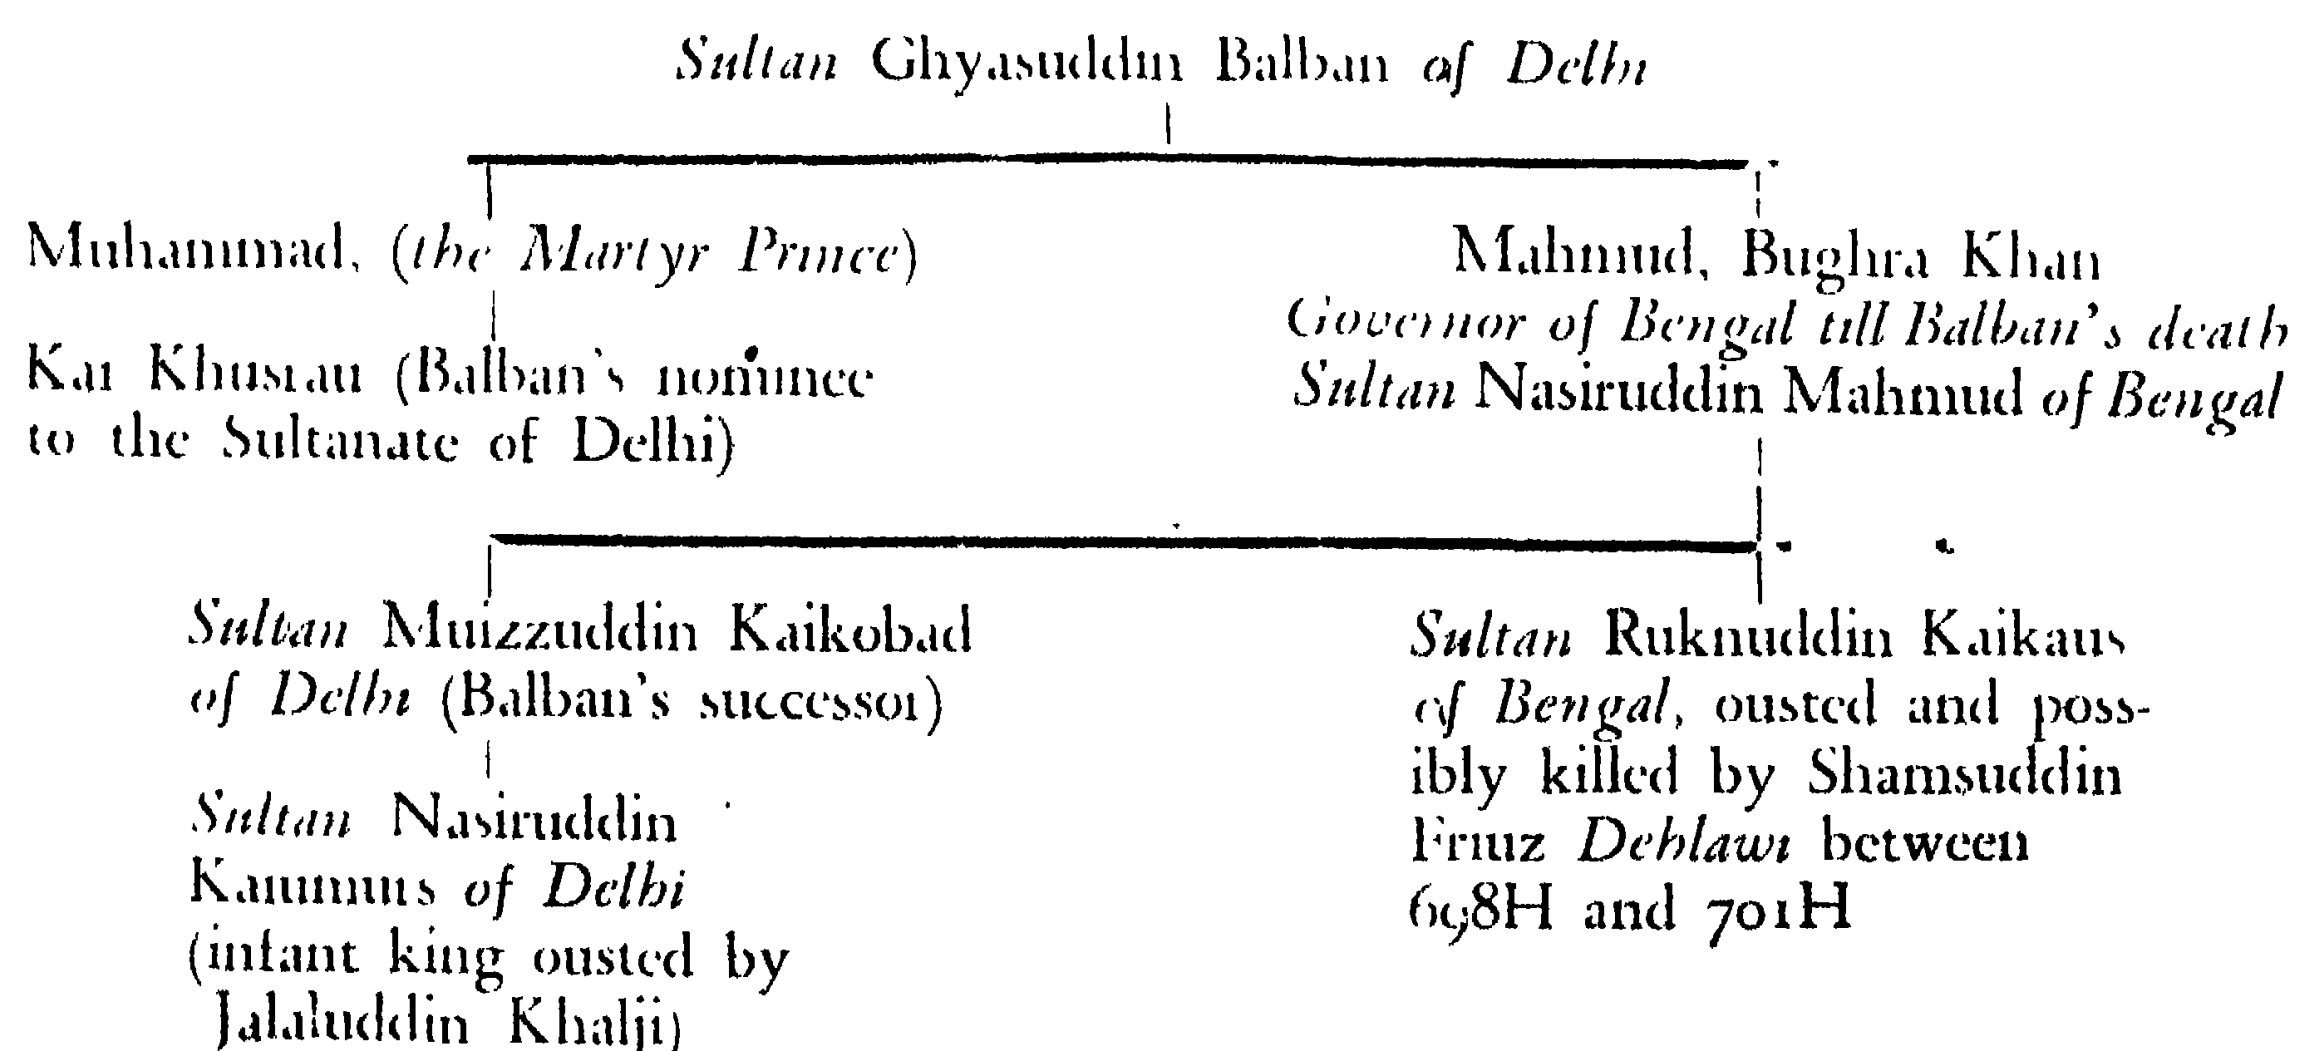 Sultan Ghyasuddin Balban of Delhi
Muhammad, (the Martyr Prince)
Mahmud, Bughra Khan
Governor of Bengal till Balban's death
Sultan Nasiruddin Mahmud of Bengal
Kai Khusrau (Balban's nominee
to the Sultanate of Delhi)
Sultan Muizzuddin Kaikobad
of Delhi (Balban's successor)
Sultan Nasiruddin
Kaiumus of Delhi
(infant king ousted by
Jalaluddin Khalji)
Sultan Ruknuddin Kaikaus
of Bengal, ousted and poss-
ibly killed by Shamsuddin
Firuz Dehlawi between
698H and 701H